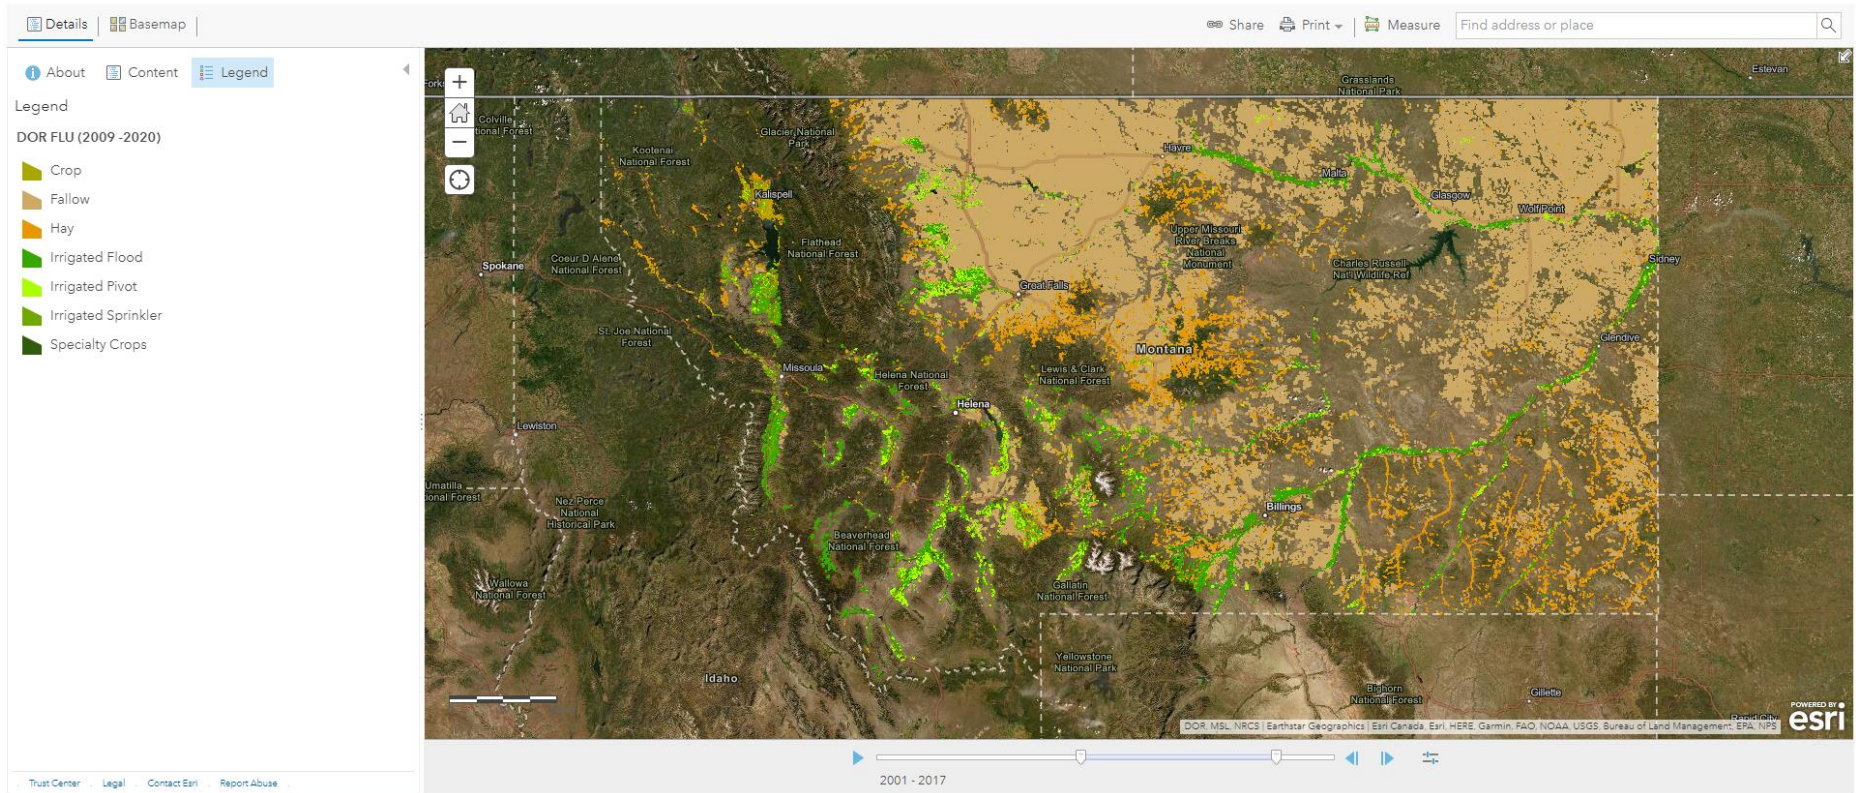 Details
Basemap
Share
Print
Measure
Find address or place
About
Content
Legend
Legend
DOR FLU (2009 -2020)
Crop
Fallow
Hay
Irrigated Flood
Irrigated Pivot
Irrigated Sprinkler
Specialty Crops
Trust Center
Legal
Contact Esri
Report Abuse
Grasslands
National Park
Estevan
Colville
Kootenai
National Forest
Glacier National
Park
Havre
Malta
Glasgow
Wolf Point
Kalispell
Upper Missouri
River Breaks
National
Monument
Flathead
National Forest
Spokane
Coeur D Alene
National Forest
Charles Russell
Nat'l Wildlife Ref
Sidney
Great Falls
St. Joe National
Forest
Glendive
Montana
Missoula
Helena National
Forest
Lewis & Clark
National Forest
Helena
Lewiston
Umatilla
Nez Perce
National
Historical Park
Billings
Beaverhead
National Forest
Wallowa
National Forest
Gallatin
National Forest
Yellowstone
National Park
Idaho
Bighorn
National Forest
Gillette
Rapid City
POWERED BY
esri
DOR, MSL, NRCS | Earthstar Geographics | Esri Canada, Esri, HERE, Garmin, FAO, NOAA, USGS, Bureau of Land Management, EPA, NPS
2001 - 2017